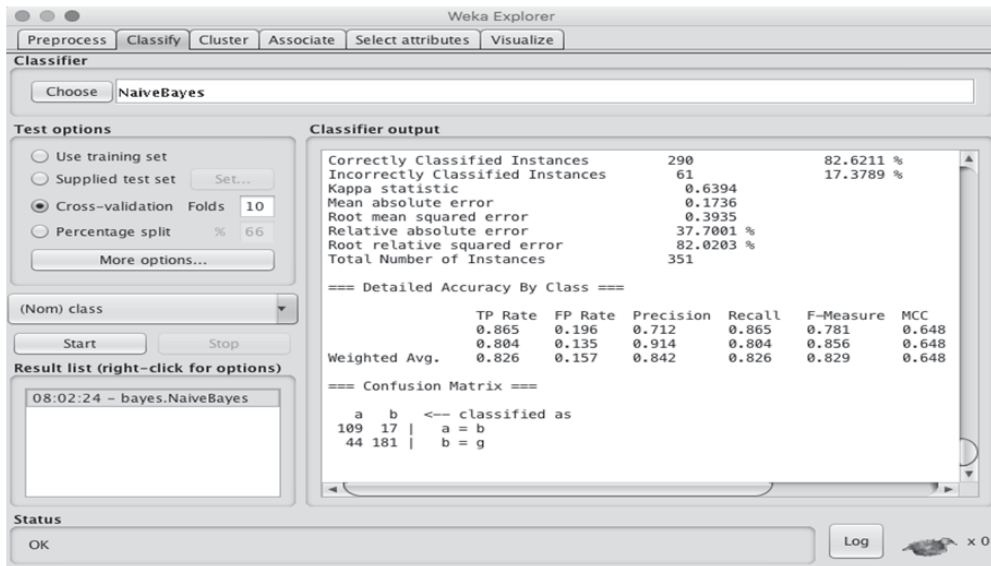 Weka Explorer
Preprocess Classify Cluster Associate Select attributes Visualize
Classifier
Choose NaiveBayes
Test options
Use training set
Supplied test set Set...
Cross-validation Folds 10
Percentage split % 66
More options...
(Nom) class
Start Stop
Result list (right-click for options)
08:02:24 - bayes.NaiveBayes
Classifier output
Correctly Classified Instances 290 82.6211 %
Incorrectly Classified Instances 61 17.3789 %
Kappa statistic 0.6394
Mean absolute error 0.1736
Root mean squared error 0.3935
Relative absolute error 37.7001 %
Root relative squared error 82.0203 %
Total Number of Instances 351
=== Detailed Accuracy By Class ===
TP Rate FP Rate Precision Recall F-Measure MCC
0.865 0.196 0.712 0.865 0.781 0.648
0.804 0.135 0.914 0.804 0.856 0.648
Weighted Avg. 0.826 0.157 0.842 0.826 0.829 0.648
=== Confusion Matrix ===
a b <-- classified as
109 17 | a = b
44 181 | b = g
Status
OK
Log x 0